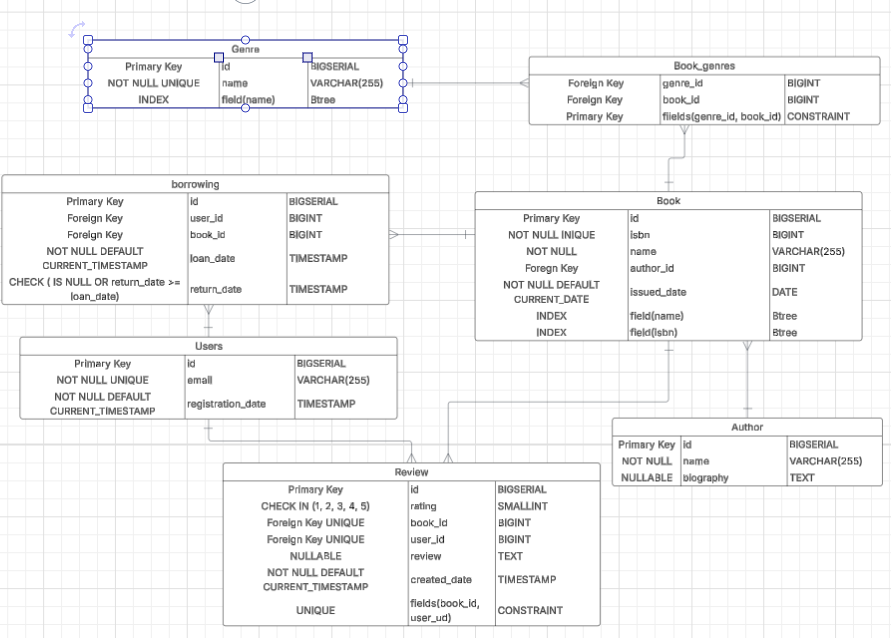 Genre
Primary Key id BIGSERIAL
NOT NULL UNIQUE name VARCHAR(255)
INDEX field(name) Btree
Book_genres
Foreign Key genre_id BIGINT
Foreign Key book_id BIGINT
Primary Key fiields(genre_id, book_id) CONSTRAINT
borrowing
Primary Key id BIGSERIAL
Foreign Key user_id BIGINT
Foreign Key book_id BIGINT
NOT NULL DEFAULT
CURRENT_TIMESTAMP loan_date TIMESTAMP
CHECK ( IS NULL OR return_date >=
loan_date) return_date TIMESTAMP
Book
Primary Key id BIGSERIAL
NOT NULL INIQUE isbn BIGINT
NOT NULL name VARCHAR(255)
Foregn Key author_id BIGINT
NOT NULL DEFAULT
CURRENT_DATE issued_date DATE
INDEX field(name) Btree
INDEX field(isbn) Btree
Users
Primary Key id BIGSERIAL
NOT NULL UNIQUE email VARCHAR(255)
NOT NULL DEFAULT
CURRENT_TIMESTAMP registration_date TIMESTAMP
Author
Primary Key id BIGSERIAL
NOT NULL name VARCHAR(255)
NULLABLE biography TEXT
Review
Primary Key id BIGSERIAL
CHECK IN (1, 2, 3, 4, 5) rating SMALLINT
Foreign Key UNIQUE book_id BIGINT
Foreign Key UNIQUE user_id BIGINT
NULLABLE review TEXT
NOT NULL DEFAULT
CURRENT_TIMESTAMP created_date TIMESTAMP
UNIQUE fields(book_id,
user_ud) CONSTRAINT